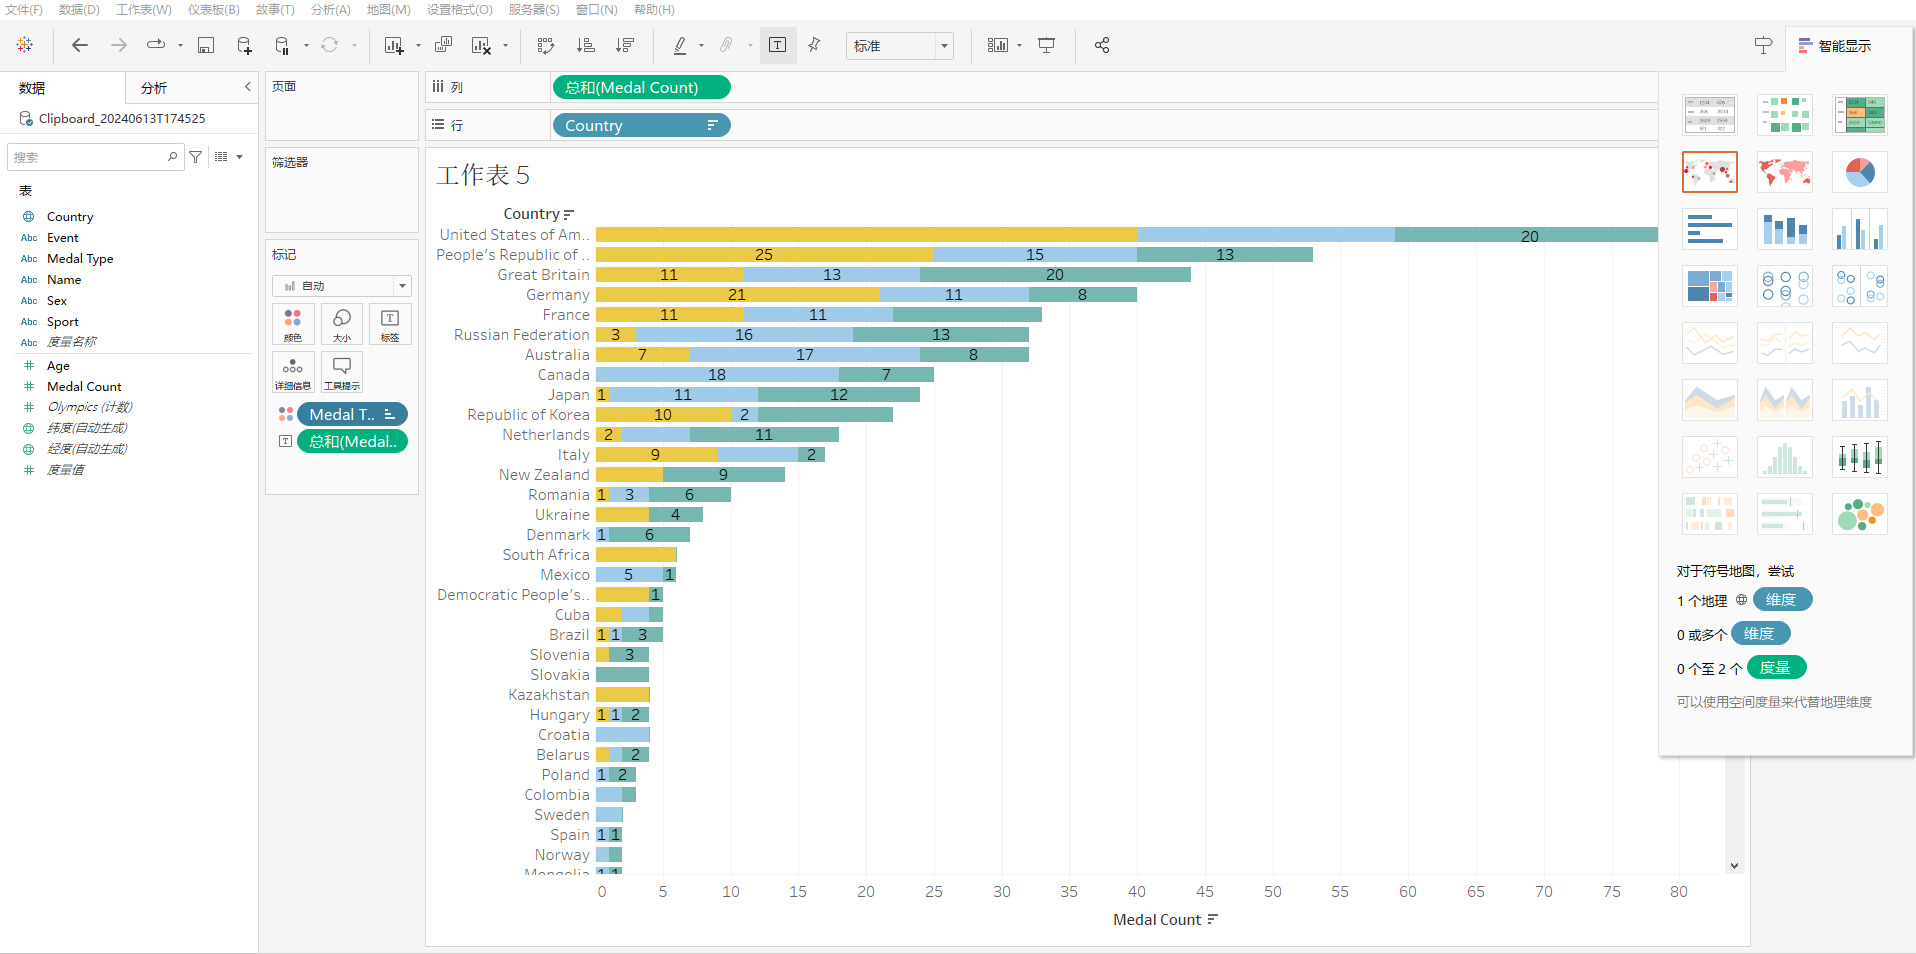 文件(F) 数据(D) 工作表(W) 仪表板(B) 故事(T) 分析(A) 地图(M) 设置格式(O) 服务器(S) 窗口(N) 帮助(H)
标准
智能显示
数据 分析
Clipboard_20240613T174525
搜索
表
Country
Abc Event
Abc Medal Type
Abc Name
Abc Sex
Abc Sport
Abc 度量名称
Age
Medal Count
Olympics (计数)
纬度(自动生成)
经度(自动生成)
度量值
页面
筛选器
标记
自动
颜色 大小 标签
详细信息 工具提示
Medal T..
总和(Medal..
列 总和(Medal Count)
行 Country
工作表 5
Country
United States of Am.. 20
People's Republic of .. 25 15 13
Great Britain 11 13 20
Germany 21 11 8
France 11 11
Russian Federation 3 16 13
Australia 7 17 8
Canada 18 7
Japan 1 11 12
Republic of Korea 10 2
Netherlands 2 11
Italy 9 2
New Zealand 9
Romania 1 3 6
Ukraine 4
Denmark 1 6
South Africa
Mexico 5 1
Democratic People's.. 1
Cuba
Brazil 1 1 3
Slovenia 3
Slovakia
Kazakhstan
Hungary 1 1 2
Croatia
Belarus 2
Poland 1 2
Colombia
Sweden
Spain 1 1
Norway
Mongolia 1 1
0 5 10 15 20 25 30 35 40 45 50 55 60 65 70 75 80
Medal Count
对于符号地图，尝试
1 个地理 维度
0 或多个 维度
0 个至 2 个 度量
可以使用空间度量来代替地理维度